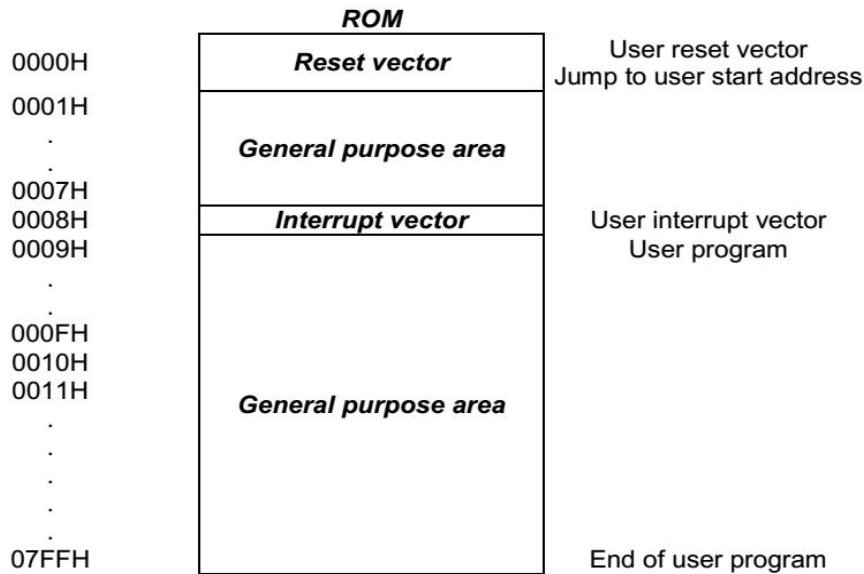 ROM
0000H Reset vector User reset vector
Jump to user start address
0001H
.
General purpose area
.
0007H
0008H Interrupt vector User interrupt vector
0009H User program
.
.
000FH
0010H
0011H
General purpose area
.
.
.
.
.
07FFH End of user program